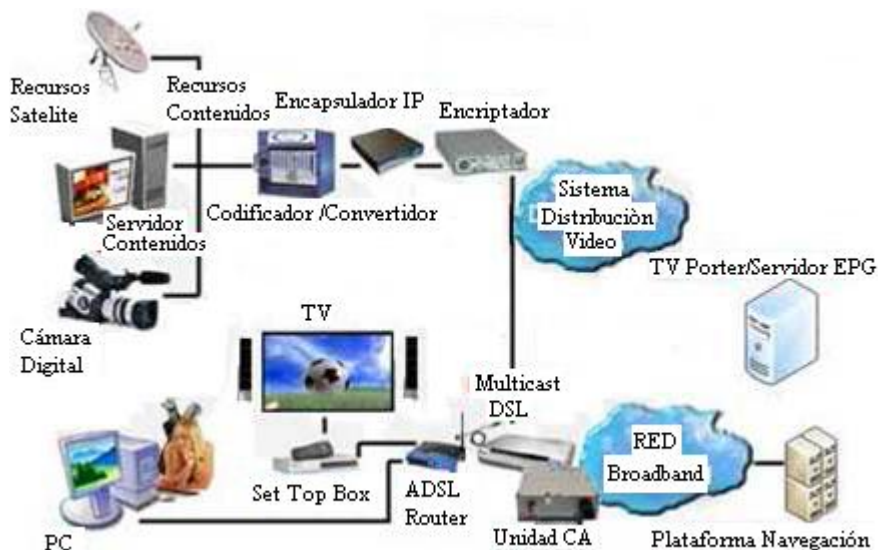 Recursos
Satelite
Recursos
Contenidos
Encapsulador IP
Encriptador
Servidor
Contenidos
Codificador /Convertidor
Sistema
Distribuciòn
Video
TV Porter/Servidor EPG
Cámara
Digital
TV
Multicast
DSL
RED
Broadband
Set Top Box
ADSL
Router
PC
Unidad CA
Plataforma Navegación